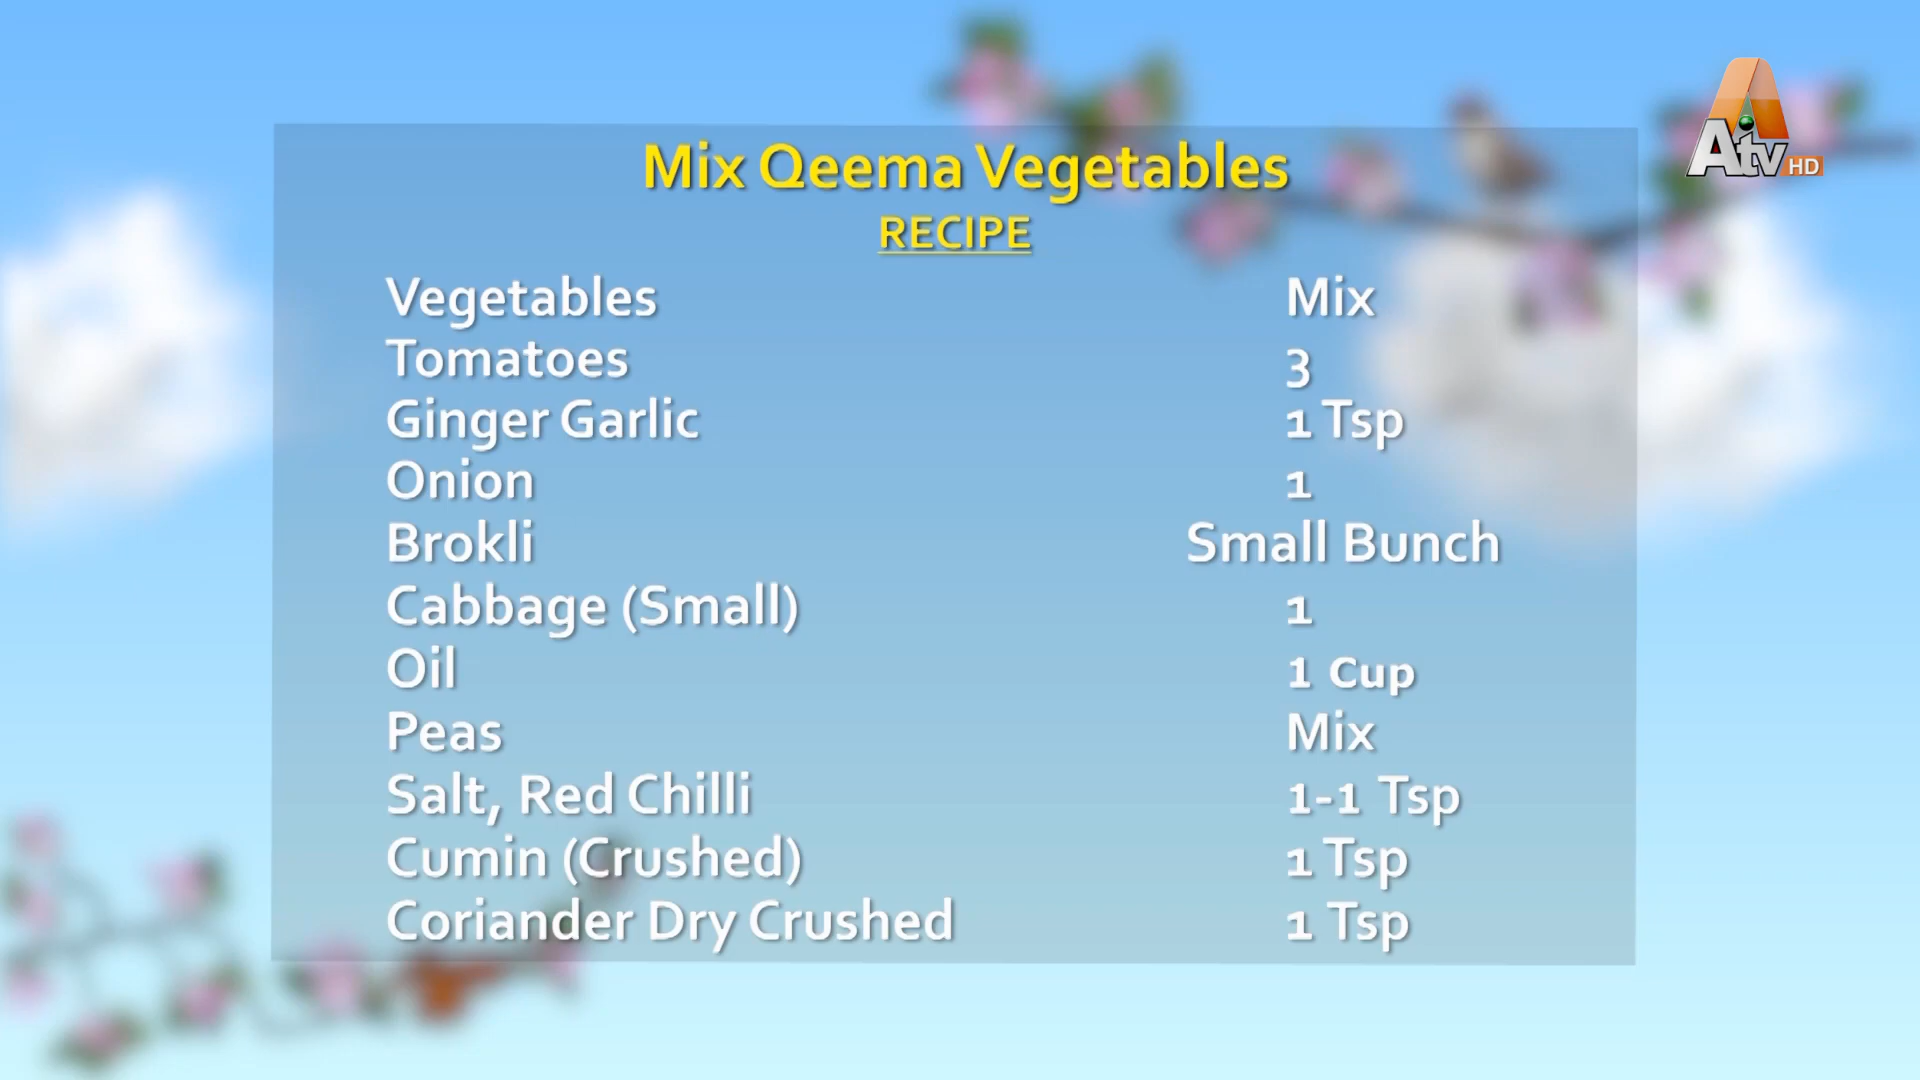 Mix Qeema Vegetables
RECIPE
Vegetables Mix
Tomatoes 3
Ginger Garlic 1 Tsp
Onion 1
Brokli Small Bunch
Cabbage (Small) 1
Oil 1 Cup
Peas Mix
Salt, Red Chilli 1-1 Tsp
Cumin (Crushed) 1 Tsp
Coriander Dry Crushed 1 Tsp
Atv HD